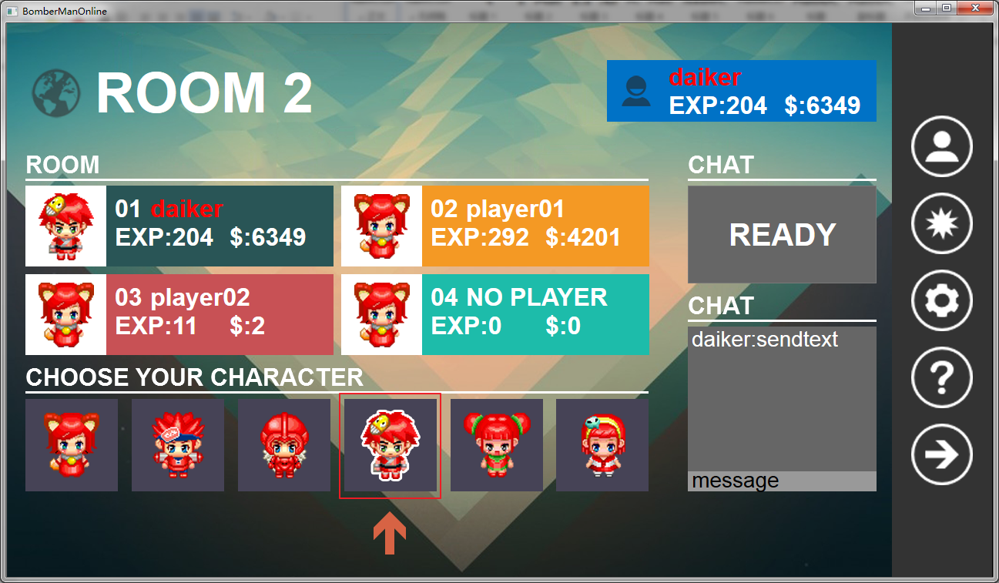 BomberManOnline
ROOM 2
daiker
EXP:204 $:6349
ROOM
01 daiker
EXP:204 $:6349
02 player01
EXP:292 $:4201
03 player02
EXP:11 $:2
04 NO PLAYER
EXP:0 $:0
CHOOSE YOUR CHARACTER
CHAT
READY
CHAT
daiker:sendtext
message
?